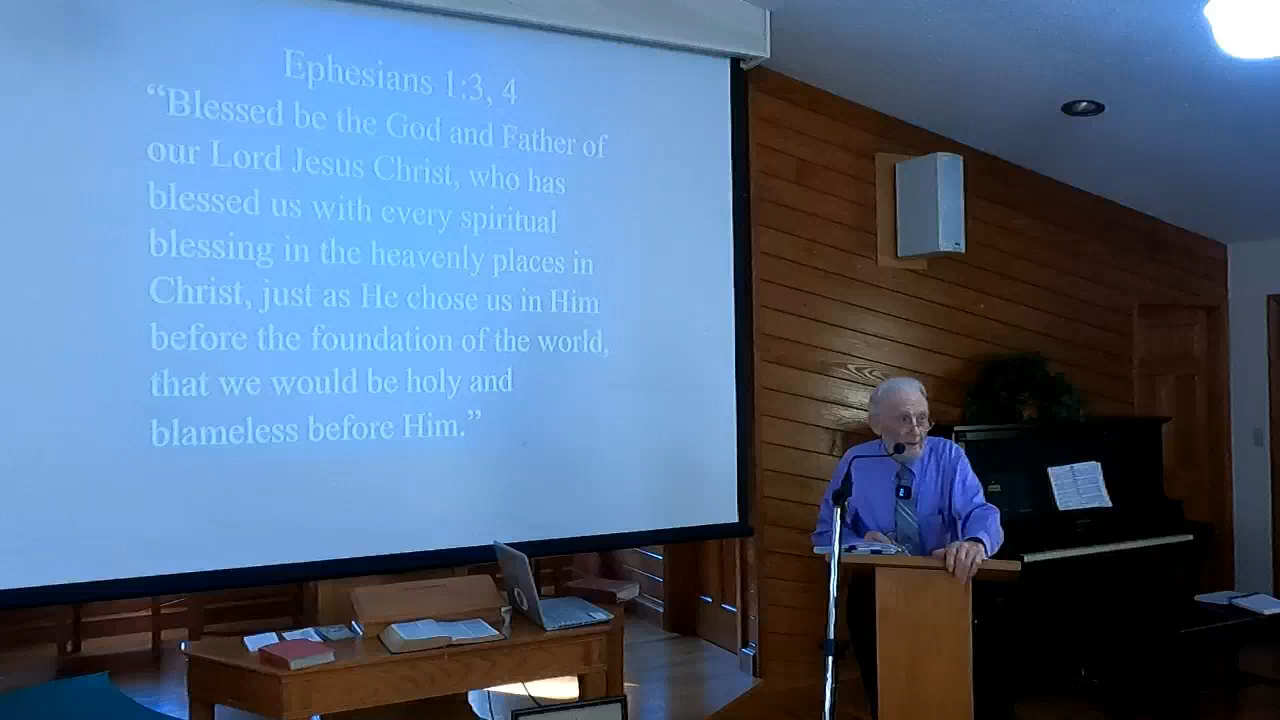 Ephesians 1:3, 4
“Blessed be the God and Father of
our Lord Jesus Christ, who has
blessed us with every spiritual
blessing in the heavenly places in
Christ, just as He chose us in Him
before the foundation of the world,
that we would be holy and
blameless before Him.”